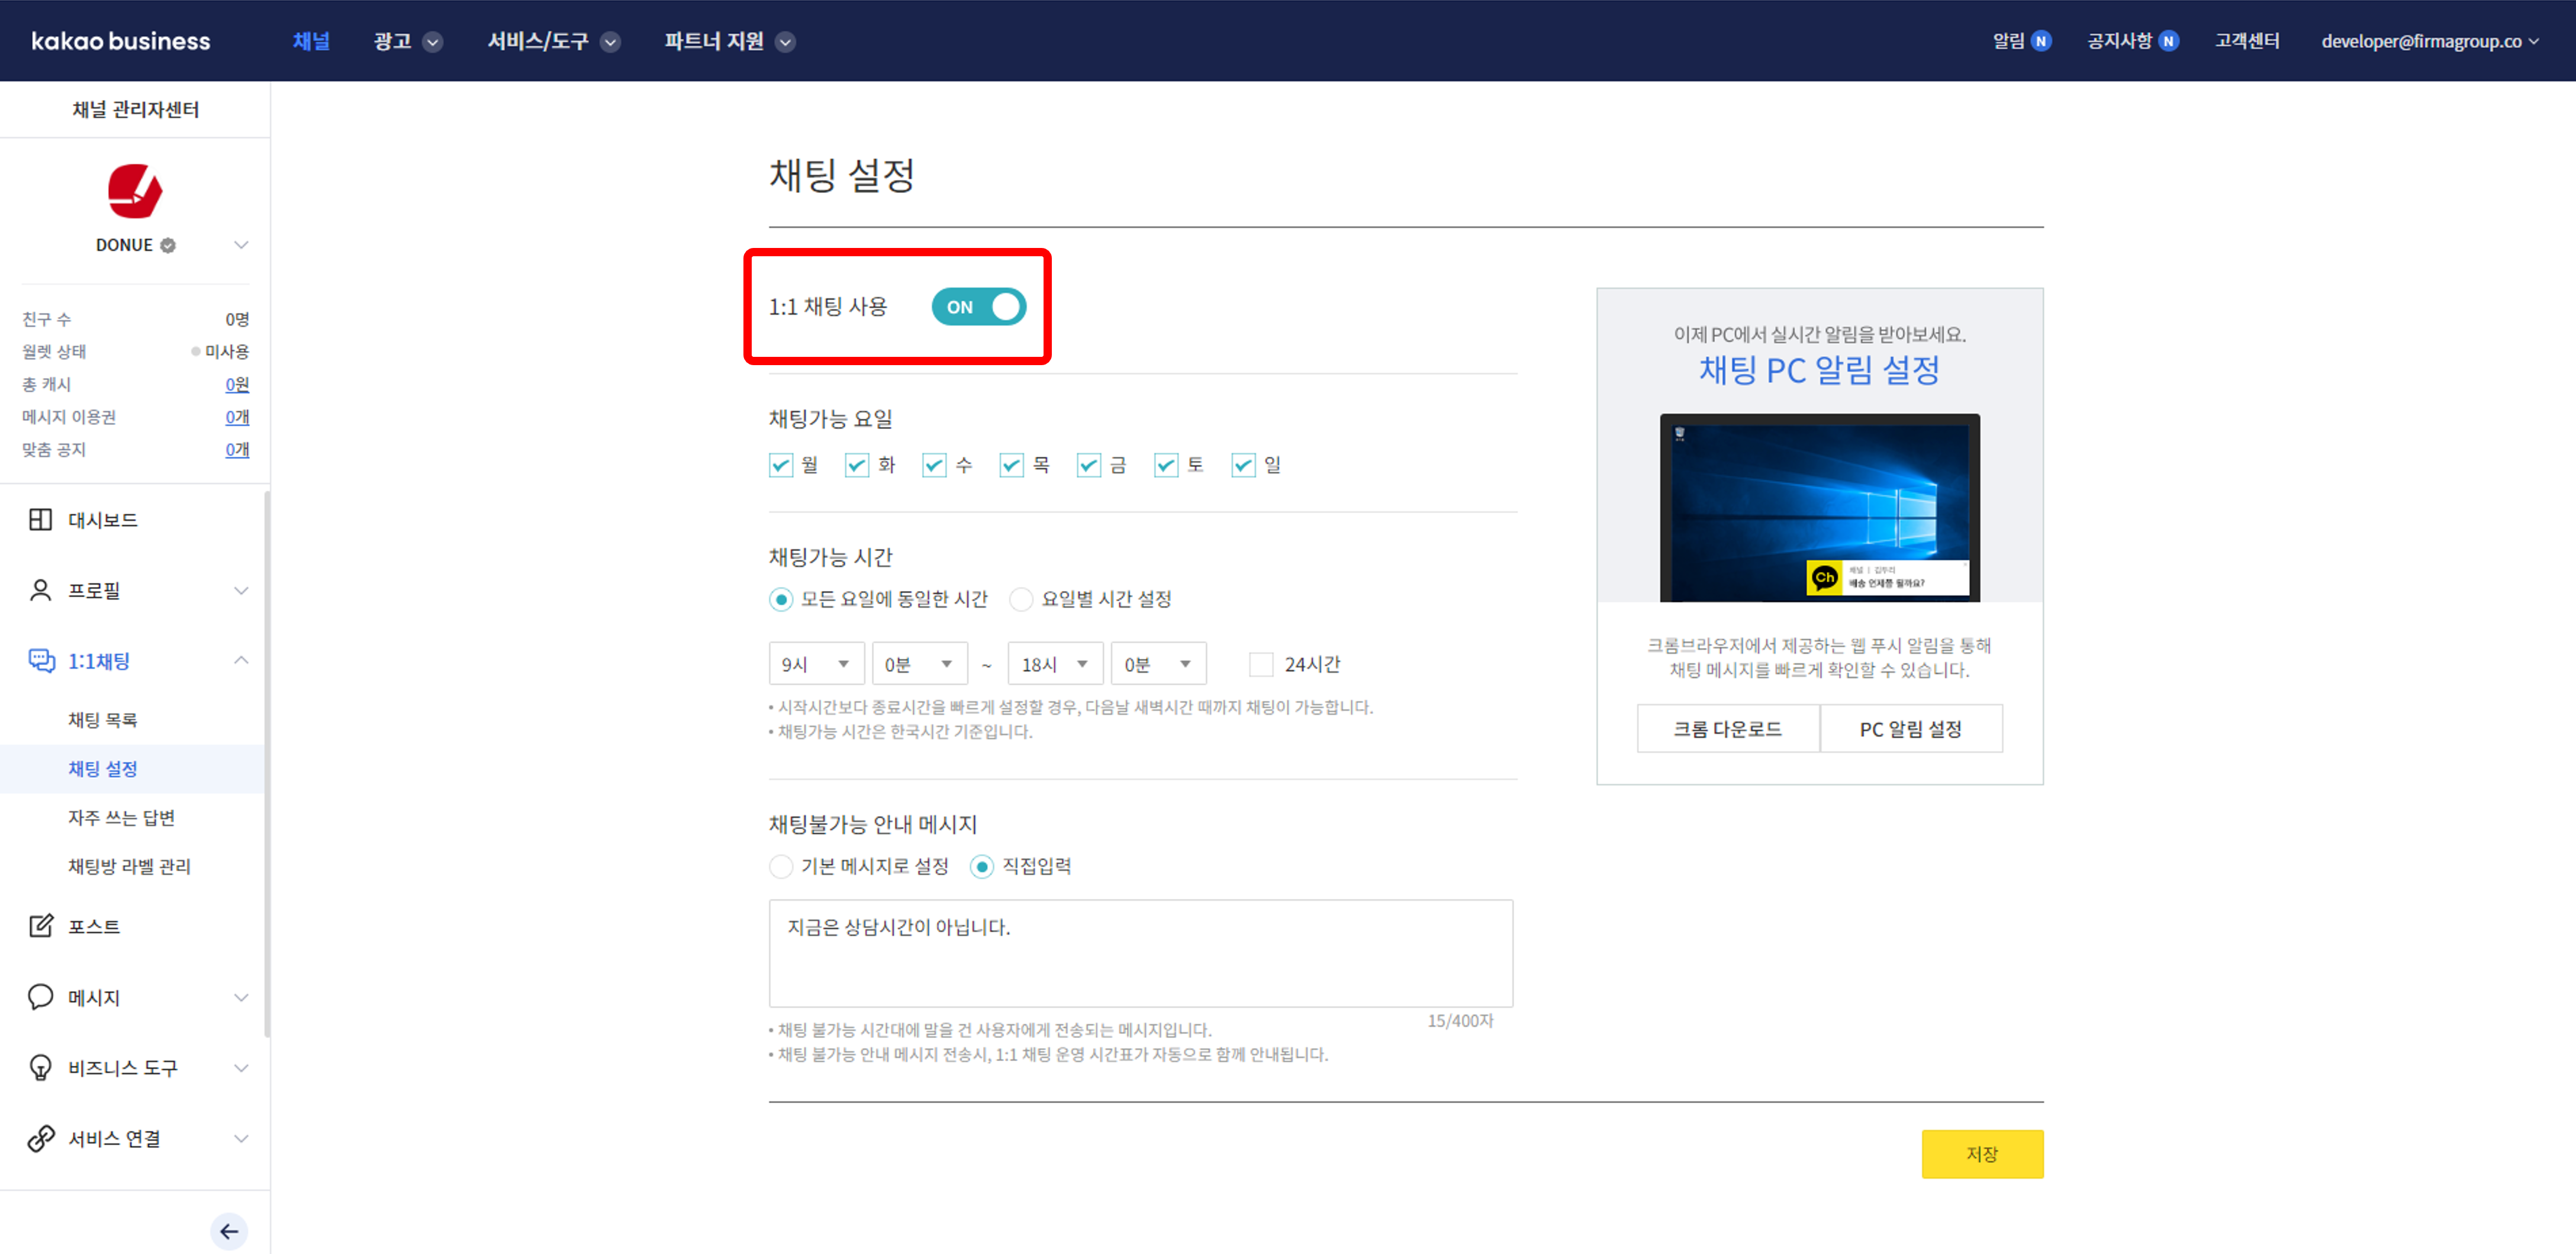 kakao business
채널
광고
서비스/도구
파트너 지원
알림 N
공지사항 N
고객센터
developer@firmagroup.co
채널 관리자센터
DONUE
친구 수 0명
월렛 상태 미사용
총 캐시 0원
메시지 이용권 0개
맞춤 공지 0개
대시보드
프로필
1:1채팅
채팅 목록
채팅 설정
자주 쓰는 답변
채팅방 라벨 관리
포스트
메시지
비즈니스 도구
서비스 연결
채팅 설정
1:1 채팅 사용 ON
채팅가능 요일
월 화 수 목 금 토 일
채팅가능 시간
모든 요일에 동일한 시간 요일별 시간 설정
9시 0분 ~ 18시 0분 24시간
• 시작시간보다 종료시간을 빠르게 설정할 경우, 다음날 새벽시간 때까지 채팅이 가능합니다.
• 채팅가능 시간은 한국시간 기준입니다.
채팅불가능 안내 메시지
기본 메시지로 설정 직접입력
지금은 상담시간이 아닙니다.
15/400자
• 채팅 불가능 시간대에 말을 건 사용자에게 전송되는 메시지입니다.
• 채팅 불가능 안내 메시지 전송시, 1:1 채팅 운영 시간표가 자동으로 함께 안내됩니다.
이제 PC에서 실시간 알림을 받아보세요.
채팅 PC 알림 설정
Ch
채널 | 김두리
배송 언제쯤 될까요?
크롬브라우저에서 제공하는 웹 푸시 알림을 통해
채팅 메시지를 빠르게 확인할 수 있습니다.
크롬 다운로드
PC 알림 설정
저장